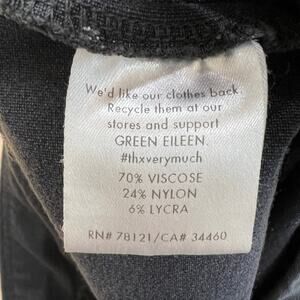 We'd like our clothes back.
Recycle them at our
stores and support
GREEN EILEEN.
#thxverymuch
70% VISCOSE
24% NYLON
6% LYCRA
RN# 78121/CA# 34460